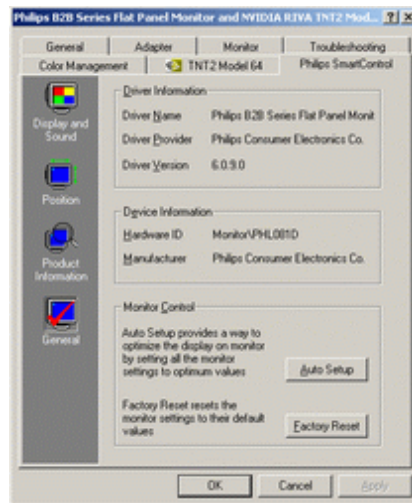 Philips B2B Series Flat Panel Monitor and NVIDIA RIVA TNT2 Mod...
General Adapter Monitor Troubleshooting
Color Management TNT2 Model 64 Philips SmartControl
Display and
Sound
Position
Product
Information
General
Driver Information
Driver Name Philips B2B Series Flat Panel Monit
Driver Provider Philips Consumer Electronics Co.
Driver Version 6.0.9.0
Device Information
Hardware ID Monitor\PHL081D
Manufacturer Philips Consumer Electronics Co.
Monitor Control
Auto Setup provides a way to
optimize the display on monitor
by setting all the monitor
settings to optimum values
Auto Setup
Factory Reset resets the
monitor settings to their default
values
Factory Reset
OK Cancel Apply